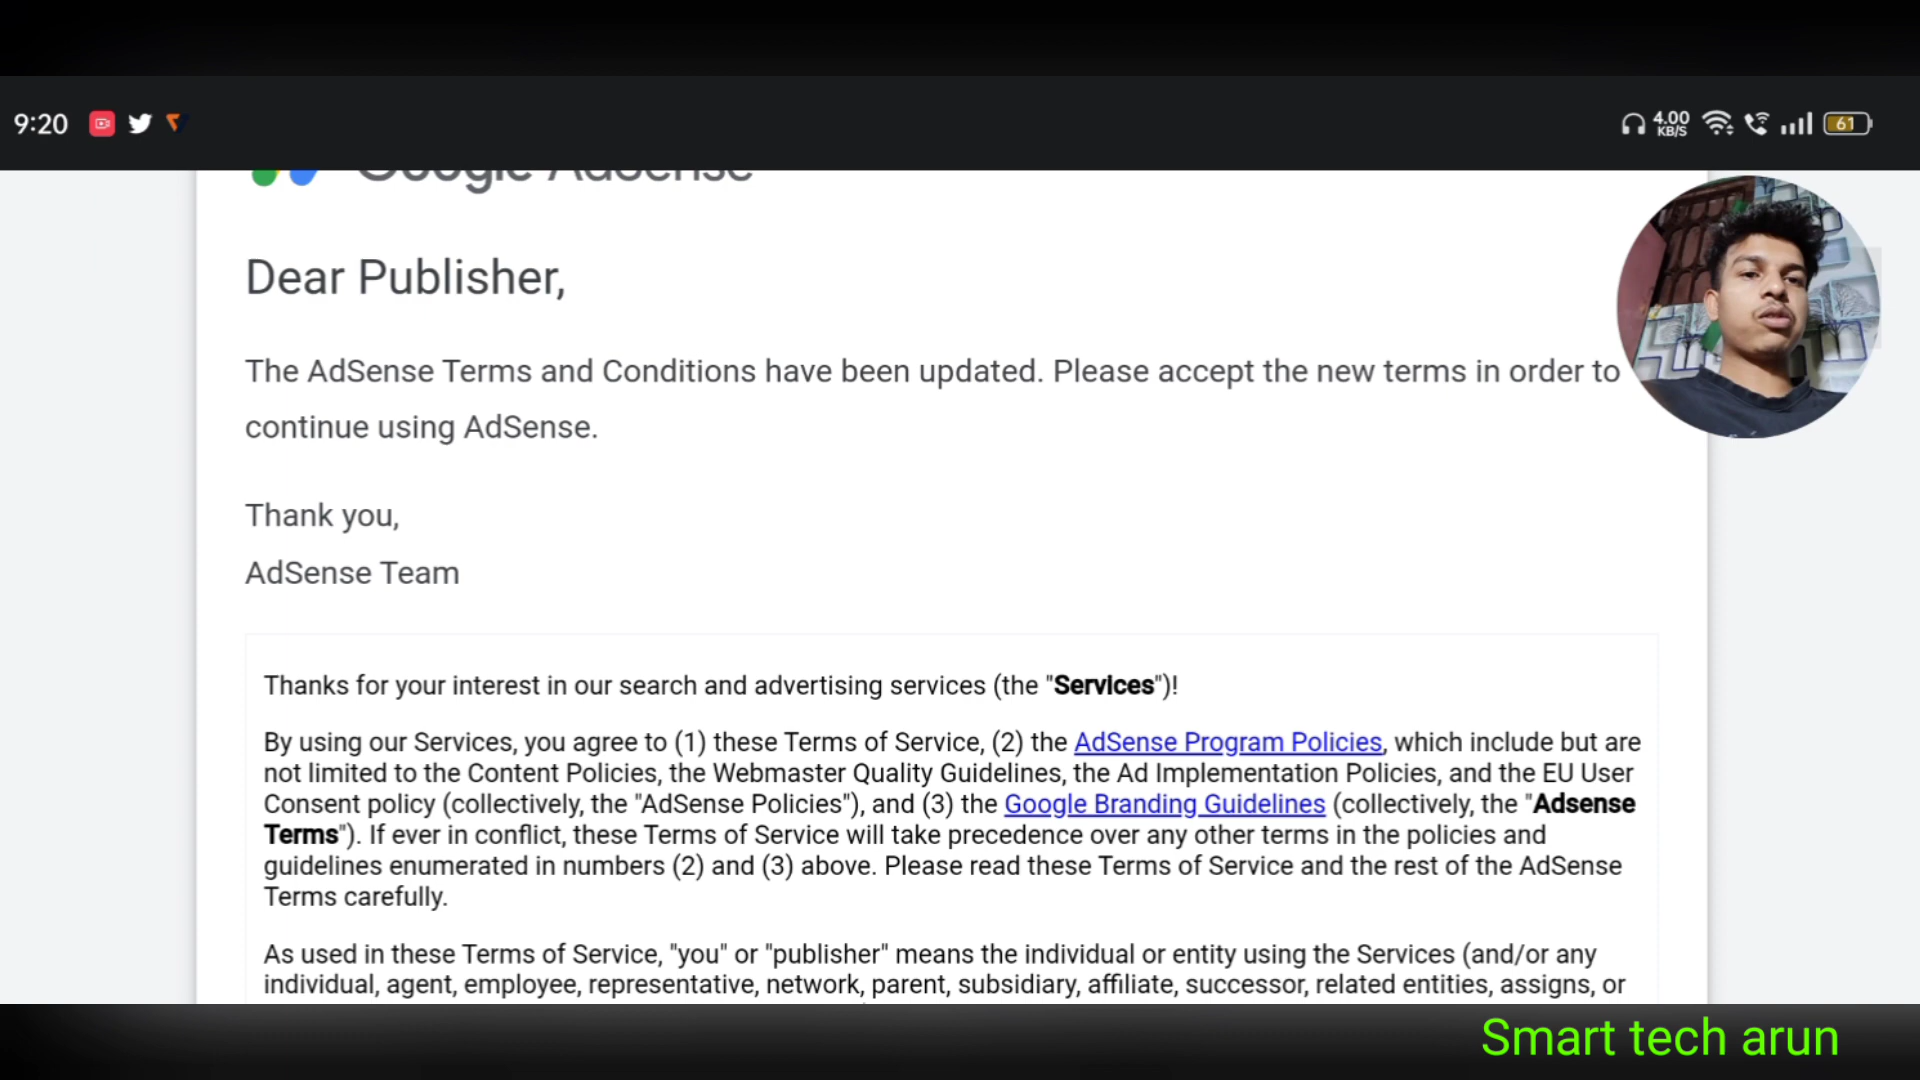 9:20
4.00
KB/S
61
Google AdSense
Dear Publisher,
The AdSense Terms and Conditions have been updated. Please accept the new terms in order to
continue using AdSense.
Thank you,
AdSense Team
Thanks for your interest in our search and advertising services (the "Services")!
By using our Services, you agree to (1) these Terms of Service, (2) the AdSense Program Policies, which include but are
not limited to the Content Policies, the Webmaster Quality Guidelines, the Ad Implementation Policies, and the EU User
Consent policy (collectively, the "AdSense Policies"), and (3) the Google Branding Guidelines (collectively, the "Adsense
Terms"). If ever in conflict, these Terms of Service will take precedence over any other terms in the policies and
guidelines enumerated in numbers (2) and (3) above. Please read these Terms of Service and the rest of the AdSense
Terms carefully.
As used in these Terms of Service, "you" or "publisher" means the individual or entity using the Services (and/or any
individual, agent, employee, representative, network, parent, subsidiary, affiliate, successor, related entities, assigns, or
Smart tech arun